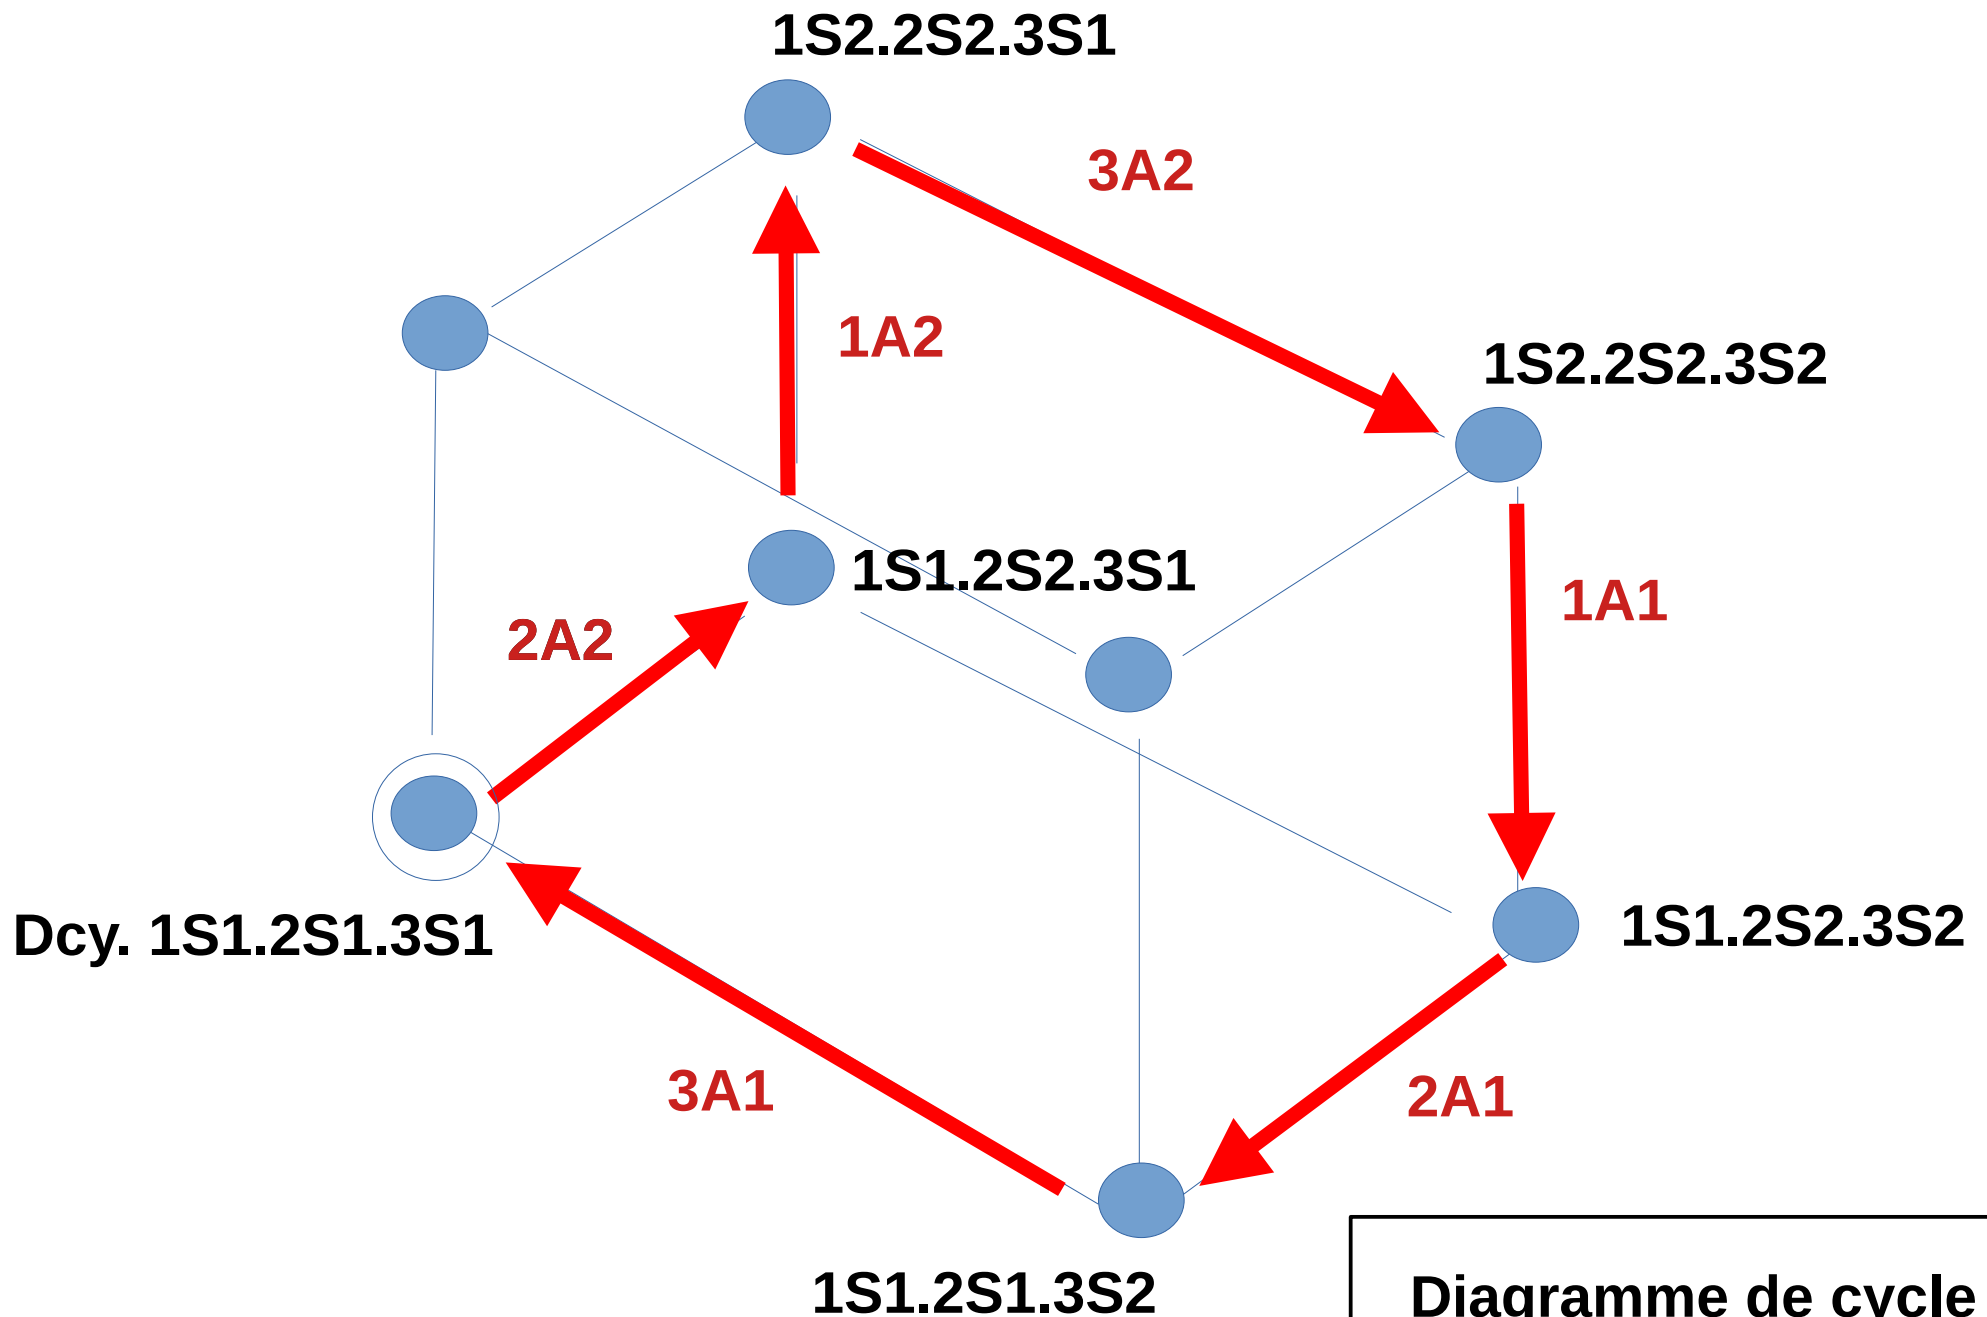 1S2.2S2.3S1
3A2
1A2
1S2.2S2.3S2
1S1.2S2.3S1
1A1
2A2
Dcy. 1S1.2S1.3S1
1S1.2S2.3S2
3A1
2A1
1S1.2S1.3S2
Diagramme de cycle